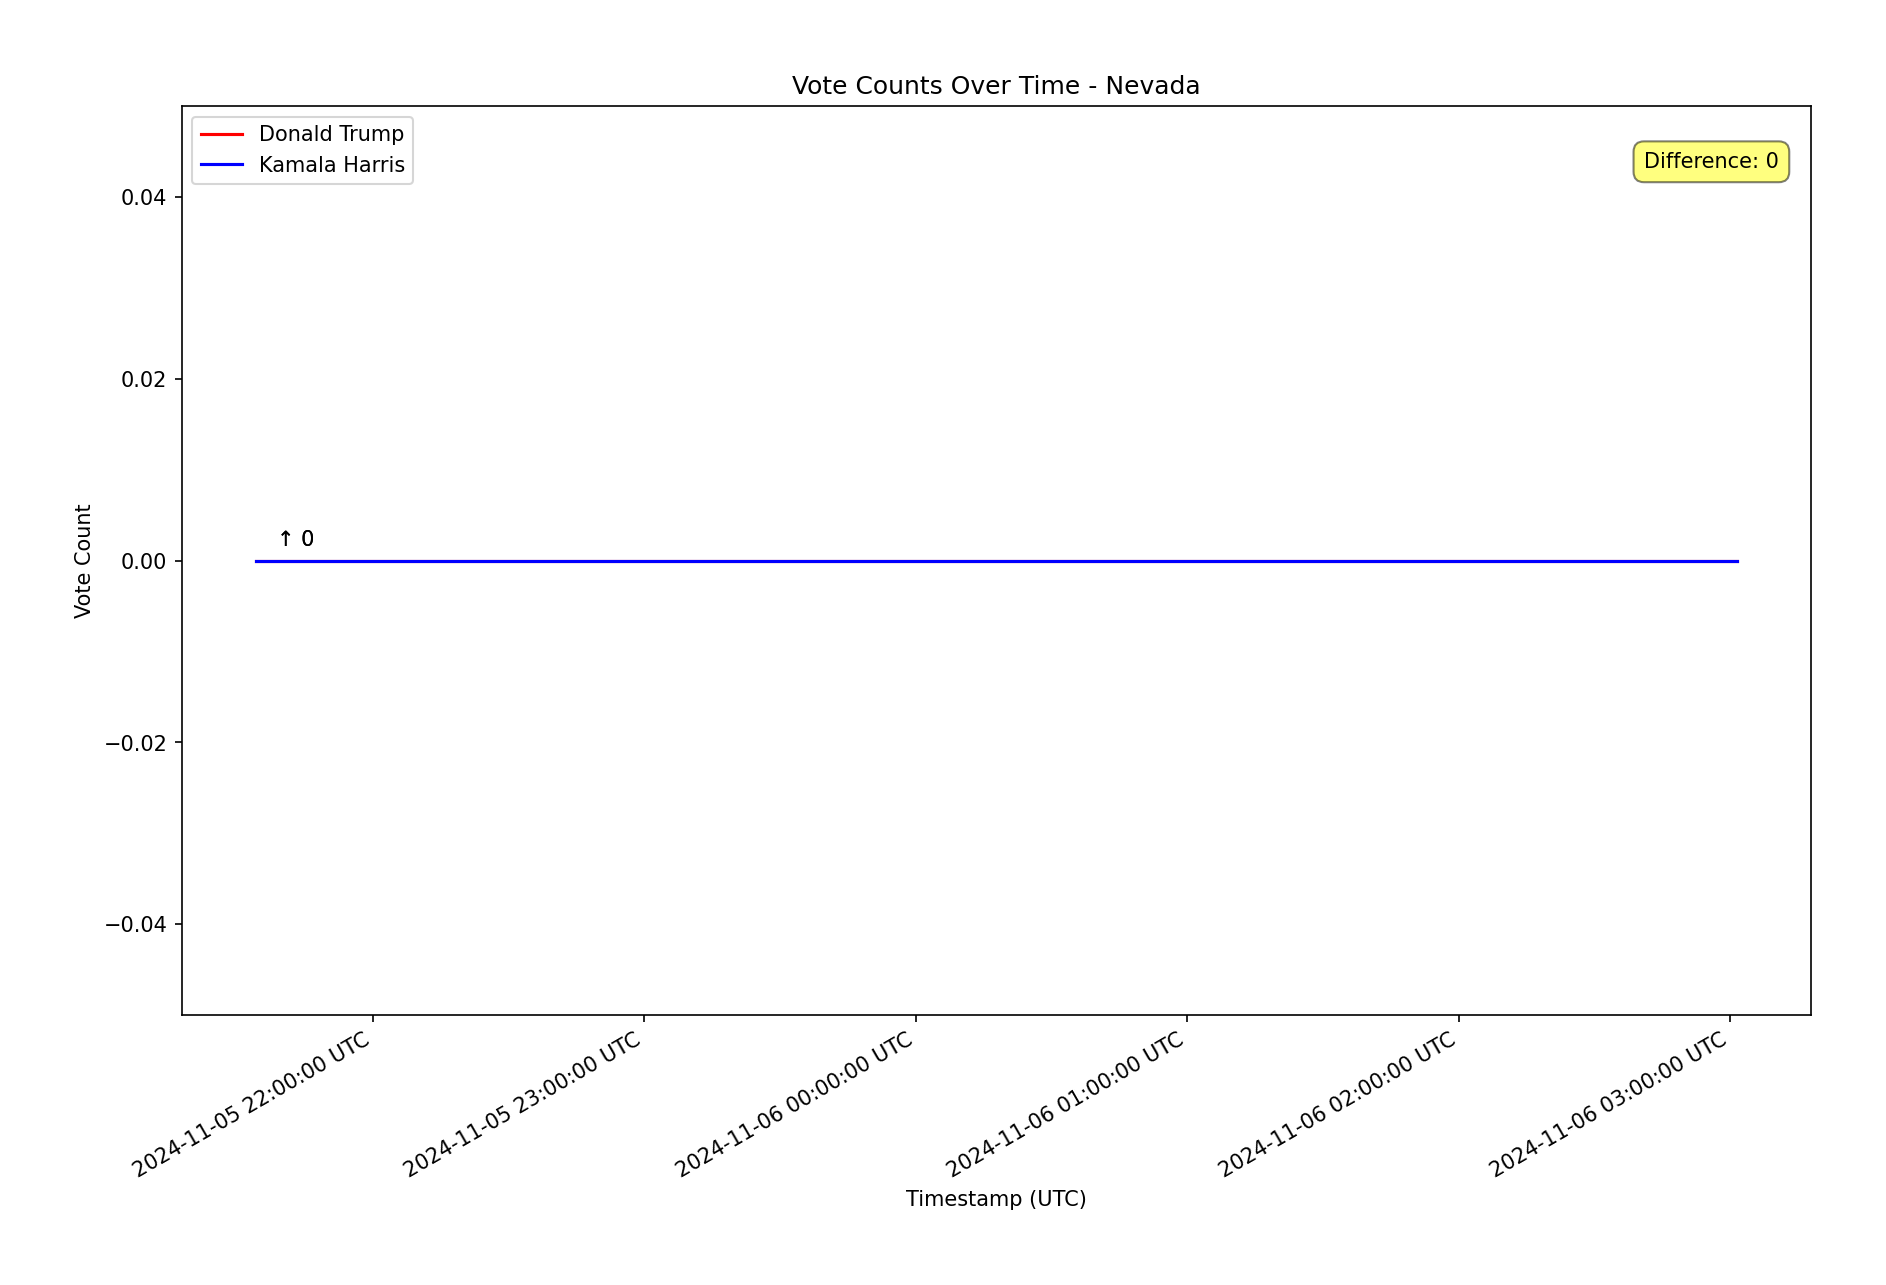 Vote Counts Over Time - Nevada
Donald Trump
Kamala Harris
Difference: 0
0.04
0.02
0.00
−0.02
−0.04
Vote Count
↑ 0
2024-11-05 22:00:00 UTC
2024-11-05 23:00:00 UTC
2024-11-06 00:00:00 UTC
2024-11-06 01:00:00 UTC
2024-11-06 02:00:00 UTC
2024-11-06 03:00:00 UTC
Timestamp (UTC)